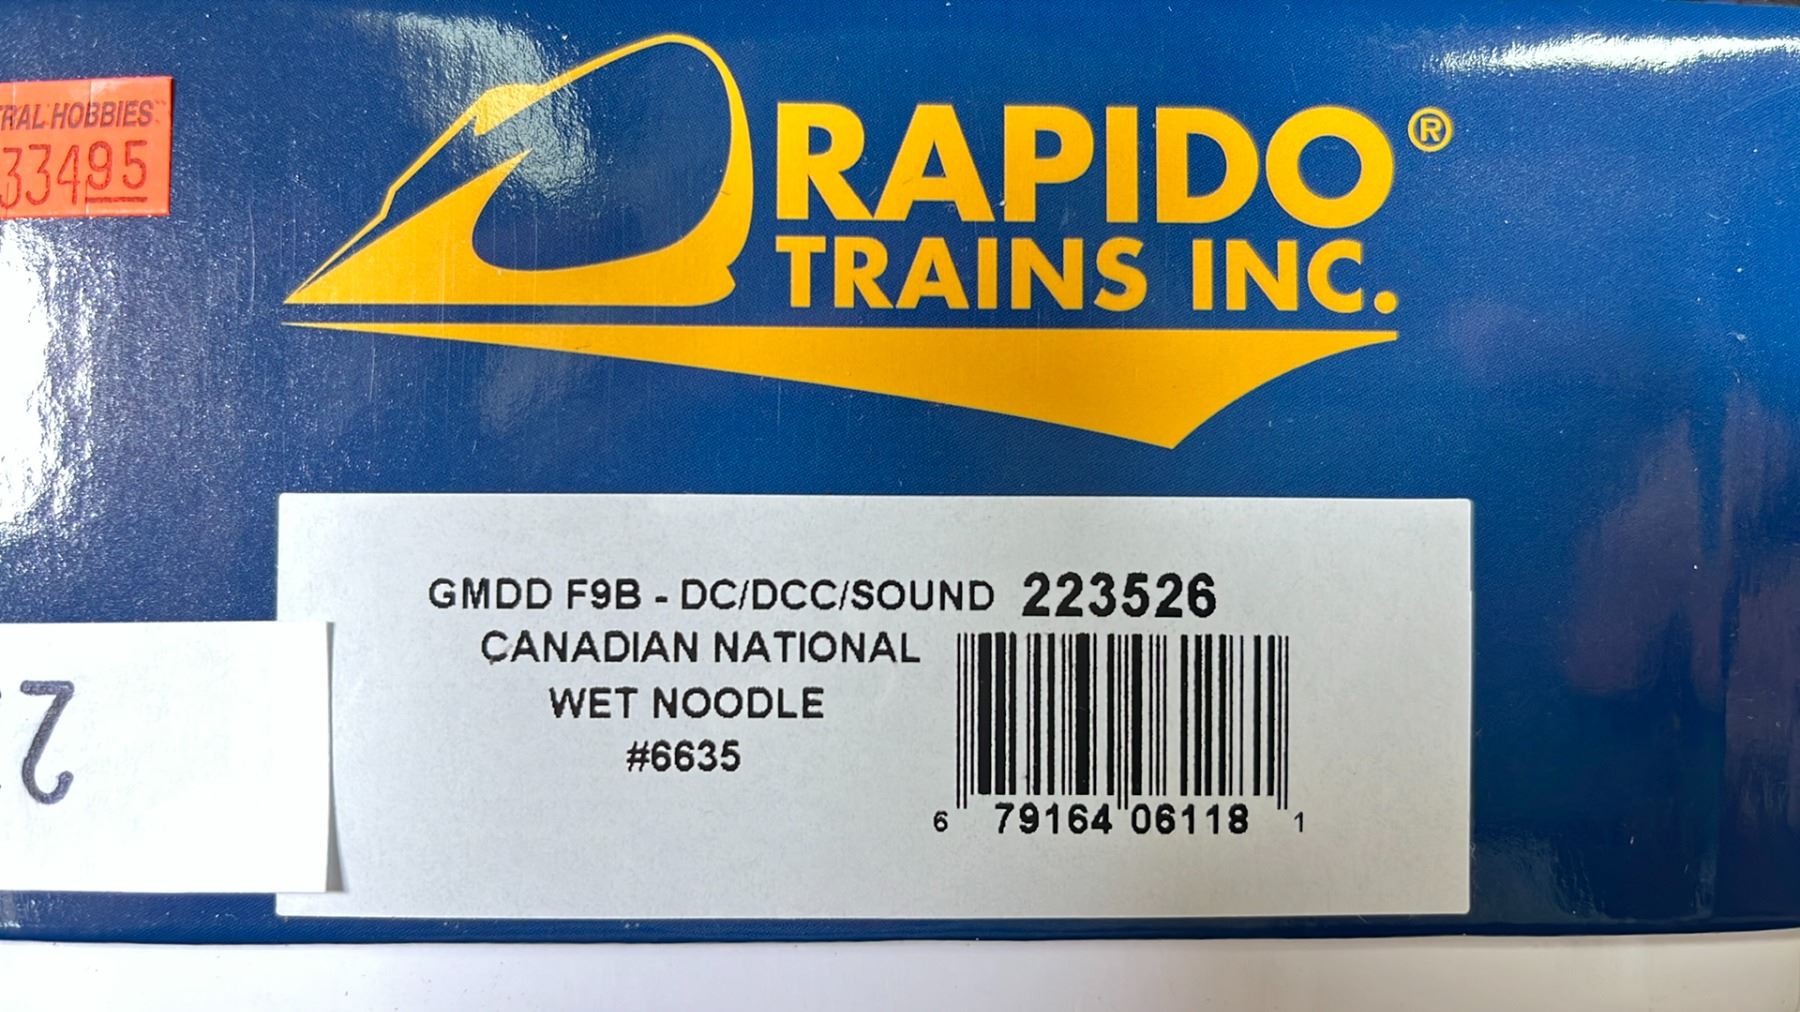 TRAL HOBBIES
33495
RAPIDO®
TRAINS INC.
GMDD F9B - DC/DCC/SOUND 223526
CANADIAN NATIONAL
WET NOODLE
#6635
6 79164 06118 1
2